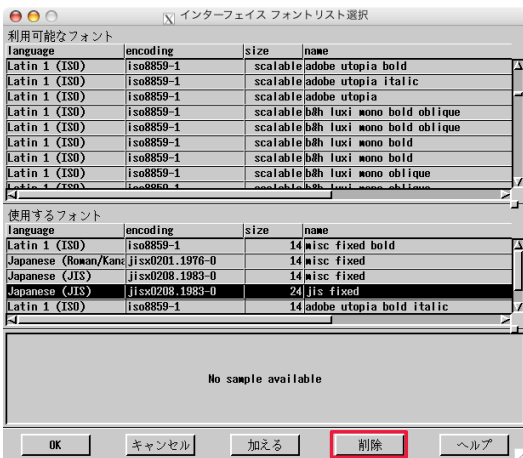 インターフェイス フォントリスト選択
利用可能なフォント
language encoding size name
Latin 1 (ISO) iso8859-1 scalable adobe utopia bold
Latin 1 (ISO) iso8859-1 scalable adobe utopia italic
Latin 1 (ISO) iso8859-1 scalable adobe utopia
Latin 1 (ISO) iso8859-1 scalable b&h luxi mono bold oblique
Latin 1 (ISO) iso8859-1 scalable b&h luxi mono bold oblique
Latin 1 (ISO) iso8859-1 scalable b&h luxi mono bold
Latin 1 (ISO) iso8859-1 scalable b&h luxi mono bold
Latin 1 (ISO) iso8859-1 scalable b&h luxi mono oblique
Latin 1 (ISO) iso8859-1 scalable b&h luxi mono oblique
使用するフォント
language encoding size name
Latin 1 (ISO) iso8859-1 14 misc fixed bold
Japanese (Roman/Kana jisx0201.1976-0 14 misc fixed
Japanese (JIS) jisx0208.1983-0 14 misc fixed
Japanese (JIS) jisx0208.1983-0 24 jis fixed
Latin 1 (ISO) iso8859-1 14 adobe utopia bold italic
No sample available
OK キャンセル 加える 削除 ヘルプ